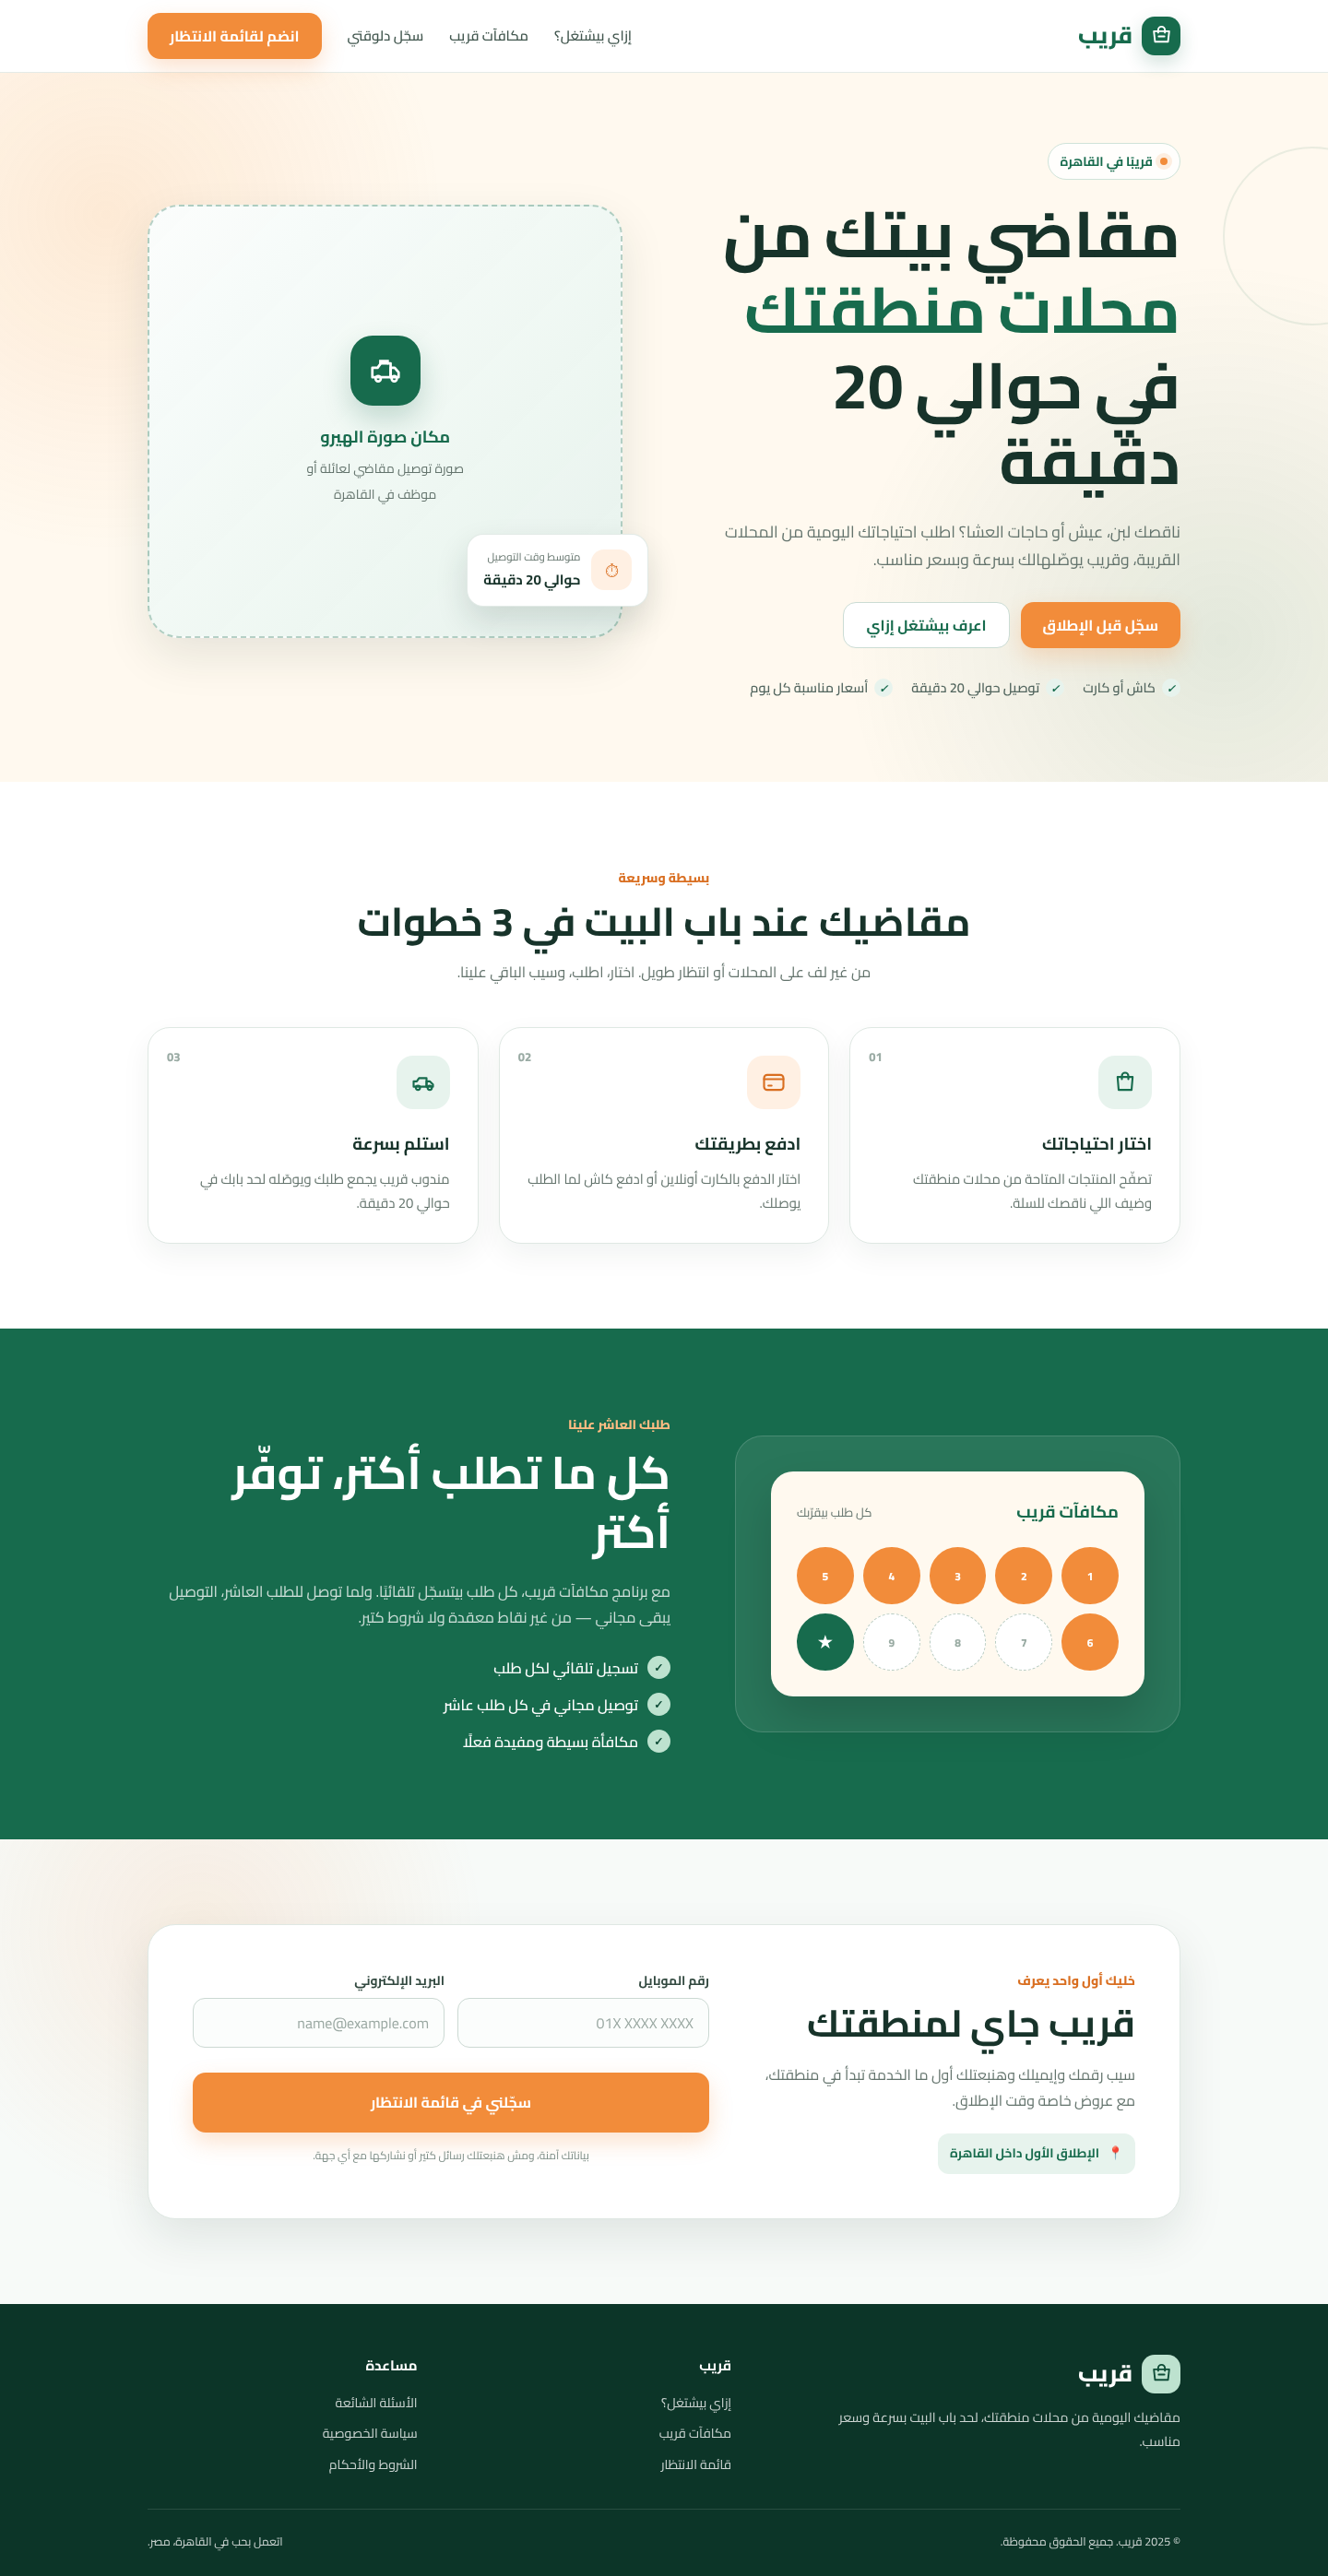 قريب
إزاي بيشتغل؟
مكافآت قريب
سجّل دلوقتي
انضم لقائمة الانتظار
قريبًا في القاهرة
مقاضي بيتك من
محلات منطقتك
في حوالي 20
دقيقة
ناقصك لبن، عيش أو حاجات العشا؟ اطلب احتياجاتك اليومية من المحلات
القريبة، وقريب يوصّلهالك بسرعة وبسعر مناسب.
سجّل قبل الإطلاق
اعرف بيشتغل إزاي
✓ كاش أو كارت
✓ توصيل حوالي 20 دقيقة
✓ أسعار مناسبة كل يوم
مكان صورة الهيرو
صورة توصيل مقاضي لعائلة أو
موظف في القاهرة
متوسط وقت التوصيل
حوالي 20 دقيقة
بسيطة وسريعة
مقاضيك عند باب البيت في 3 خطوات
من غير لف على المحلات أو انتظار طويل. اختار، اطلب، وسيب الباقي علينا.
01
اختار احتياجاتك
تصفّح المنتجات المتاحة من محلات منطقتك
وضيف اللي ناقصك للسلة.
02
ادفع بطريقتك
اختار الدفع بالكارت أونلاين أو ادفع كاش لما الطلب
يوصلك.
03
استلم بسرعة
مندوب قريب يجمع طلبك ويوصّله لحد بابك في
حوالي 20 دقيقة.
مكافآت قريب
كل طلب بيقرّبك
1 2 3 4 5
6 7 8 9 ★
طلبك العاشر علينا
كل ما تطلب أكتر، توفّر
أكتر
مع برنامج مكافآت قريب، كل طلب بيتسجّل تلقائيًا. ولما توصل للطلب العاشر، التوصيل
يبقى مجاني — من غير نقاط معقدة ولا شروط كتير.
✓ تسجيل تلقائي لكل طلب
✓ توصيل مجاني في كل طلب عاشر
✓ مكافأة بسيطة ومفيدة فعلًا
خليك أول واحد يعرف
قريب جاي لمنطقتك
سيب رقمك وإيميلك وهنبعتلك أول ما الخدمة تبدأ في منطقتك،
مع عروض خاصة وقت الإطلاق.
📍 الإطلاق الأول داخل القاهرة
رقم الموبايل
01X XXXX XXXX
البريد الإلكتروني
name@example.com
سجّلني في قائمة الانتظار
بياناتك آمنة، ومش هنبعتلك رسائل كتير أو نشاركها مع أي جهة.
قريب
مقاضيك اليومية من محلات منطقتك، لحد باب البيت بسرعة وسعر
مناسب.
قريب
إزاي بيشتغل؟
مكافآت قريب
قائمة الانتظار
مساعدة
الأسئلة الشائعة
سياسة الخصوصية
الشروط والأحكام
© 2025 قريب. جميع الحقوق محفوظة.
اتعمل بحب في القاهرة، مصر.